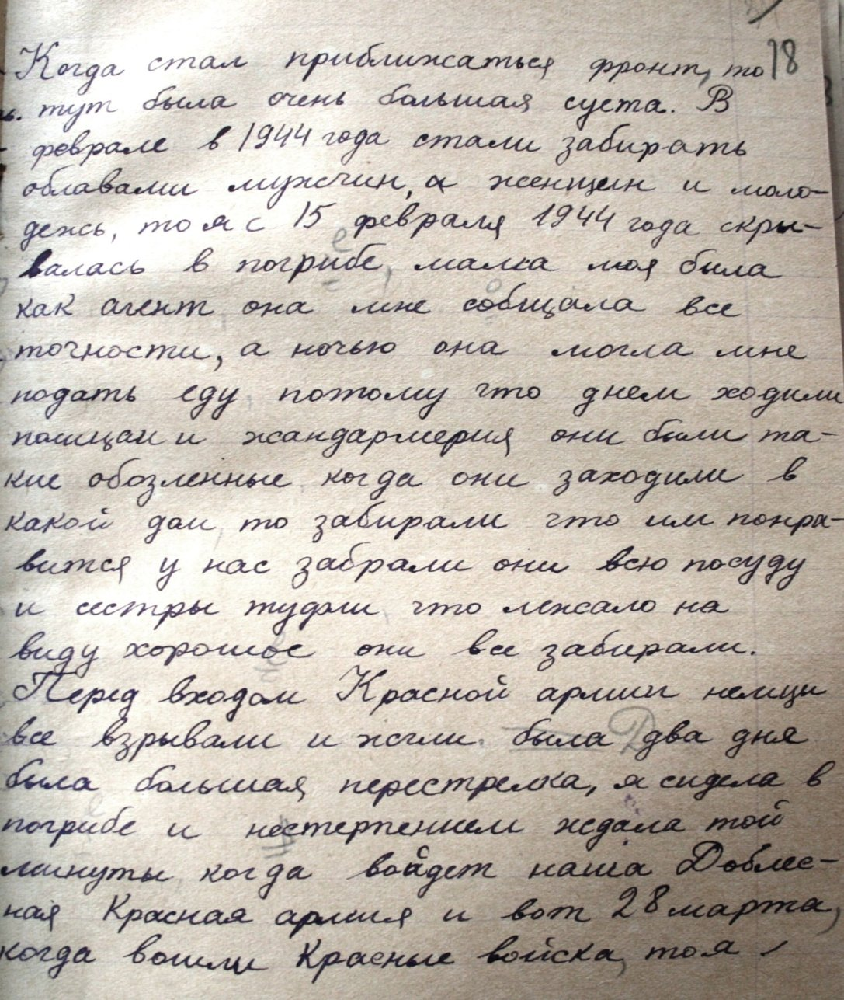 18
Когда стал приближаться фронт, то
тут была очень большая суета. В
феврале в 1944 года стали забирать
облавами мужчин, а женщин и моло-
дежь, то я с 15 февраля 1944 года скры-
валась в погрибе, мамка моя была
как агент она мне собщала все
точности, а ночью она могла мне
подать еду потому что днем ходили
полицаи и жандармерия они были та-
кие обозленные когда они заходили в
какой дом то забирали что им понра-
вится у нас забрали они всю посуду
и сестры туфли что лежало на
виду хорошое они все забирали.
Перед входом Красной армии немцы
все взрывали и жгли. была два дня
была большая перестрелка, я сидела в
погрибе и нестерпением ждала той
минуты когда войдет наша Доблес-
ная Красная армия и вот 28 марта,
когда вошли Красные войска, то я